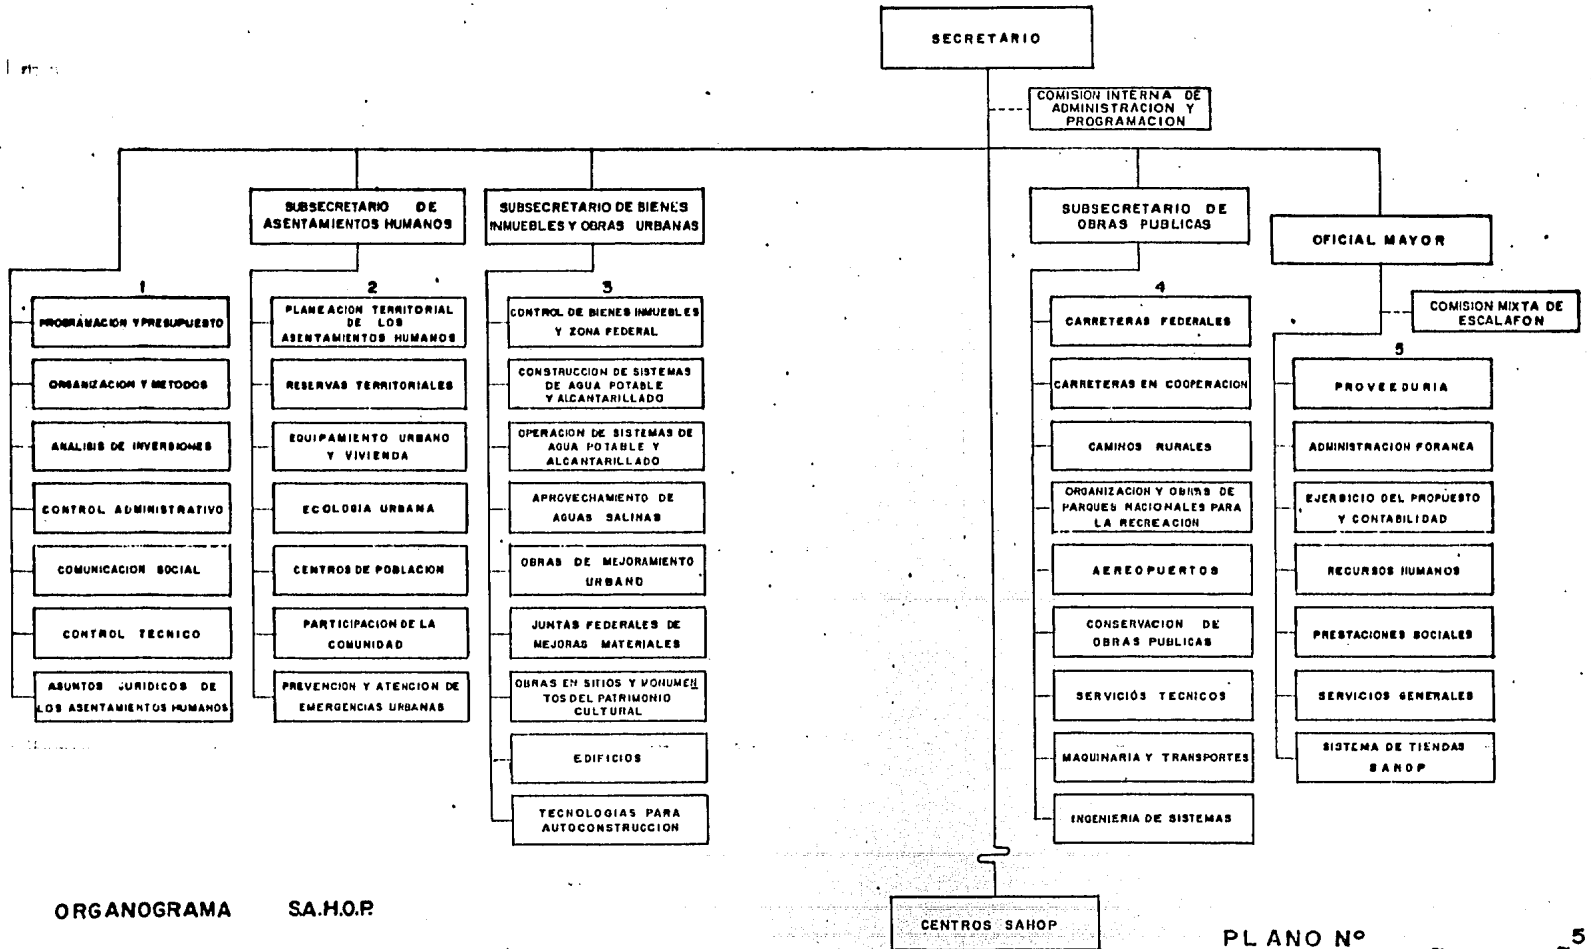 SECRETARIO
COMISION INTERNA DE
ADMINISTRACION Y
PROGRAMACION
SUBSECRETARIO DE
ASENTAMIENTOS HUMANOS
SUBSECRETARIO DE BIENES
INMUEBLES Y OBRAS URBANAS
SUBSECRETARIO DE
OBRAS PUBLICAS
OFICIAL MAYOR
COMISION MIXTA DE
ESCALAFON
1
PROGRAMACION Y PRESUPUESTO
ORGANIZACION Y METODOS
ANALISIS DE INVERSIONES
CONTROL ADMINISTRATIVO
COMUNICACION SOCIAL
CONTROL TECNICO
ASUNTOS JURIDICOS DE
LOS ASENTAMIENTOS HUMANOS
2
PLANEACION TERRITORIAL
DE LOS
ASENTAMIENTOS HUMANOS
RESERVAS TERRITORIALES
EQUIPAMIENTO URBANO
Y VIVIENDA
ECOLOGIA URBANA
CENTROS DE POBLACION
PARTICIPACION DE LA
COMUNIDAD
PREVENCION Y ATENCION DE
EMERGENCIAS URBANAS
3
CONTROL DE BIENES INMUEBLES
Y ZONA FEDERAL
CONSTRUCCION DE SISTEMAS
DE AGUA POTABLE
Y ALCANTARILLADO
OPERACION DE SISTEMAS DE
AGUA POTABLE Y
ALCANTARILLADO
APROVECHAMIENTO DE
AGUAS SALINAS
OBRAS DE MEJORAMIENTO
URBANO
JUNTAS FEDERALES DE
MEJORAS MATERIALES
OBRAS EN SITIOS Y MONUMEN
TOS DEL PATRIMONIO
CULTURAL
EDIFICIOS
TECNOLOGIAS PARA
AUTOCONSTRUCCION
4
CARRETERAS FEDERALES
CARRETERAS EN COOPERACION
CAMINOS RURALES
ORGANIZACION Y OBRAS DE
PARQUES NACIONALES PARA
LA RECREACION
AEREOPUERTOS
CONSERVACION DE
OBRAS PUBLICAS
SERVICIOS TECNICOS
MAQUINARIA Y TRANSPORTES
INGENIERIA DE SISTEMAS
5
PROVEEDURIA
ADMINISTRACION FORANEA
EJERBICIO DEL PROPUESTO
Y CONTABILIDAD
RECURSOS HUMANOS
PRESTACIONES SOCIALES
SERVICIOS GENERALES
SISTEMA DE TIENDAS
SAHOP
CENTROS SAHOP
ORGANOGRAMA S.A.H.O.P.
PLANO Nº 5